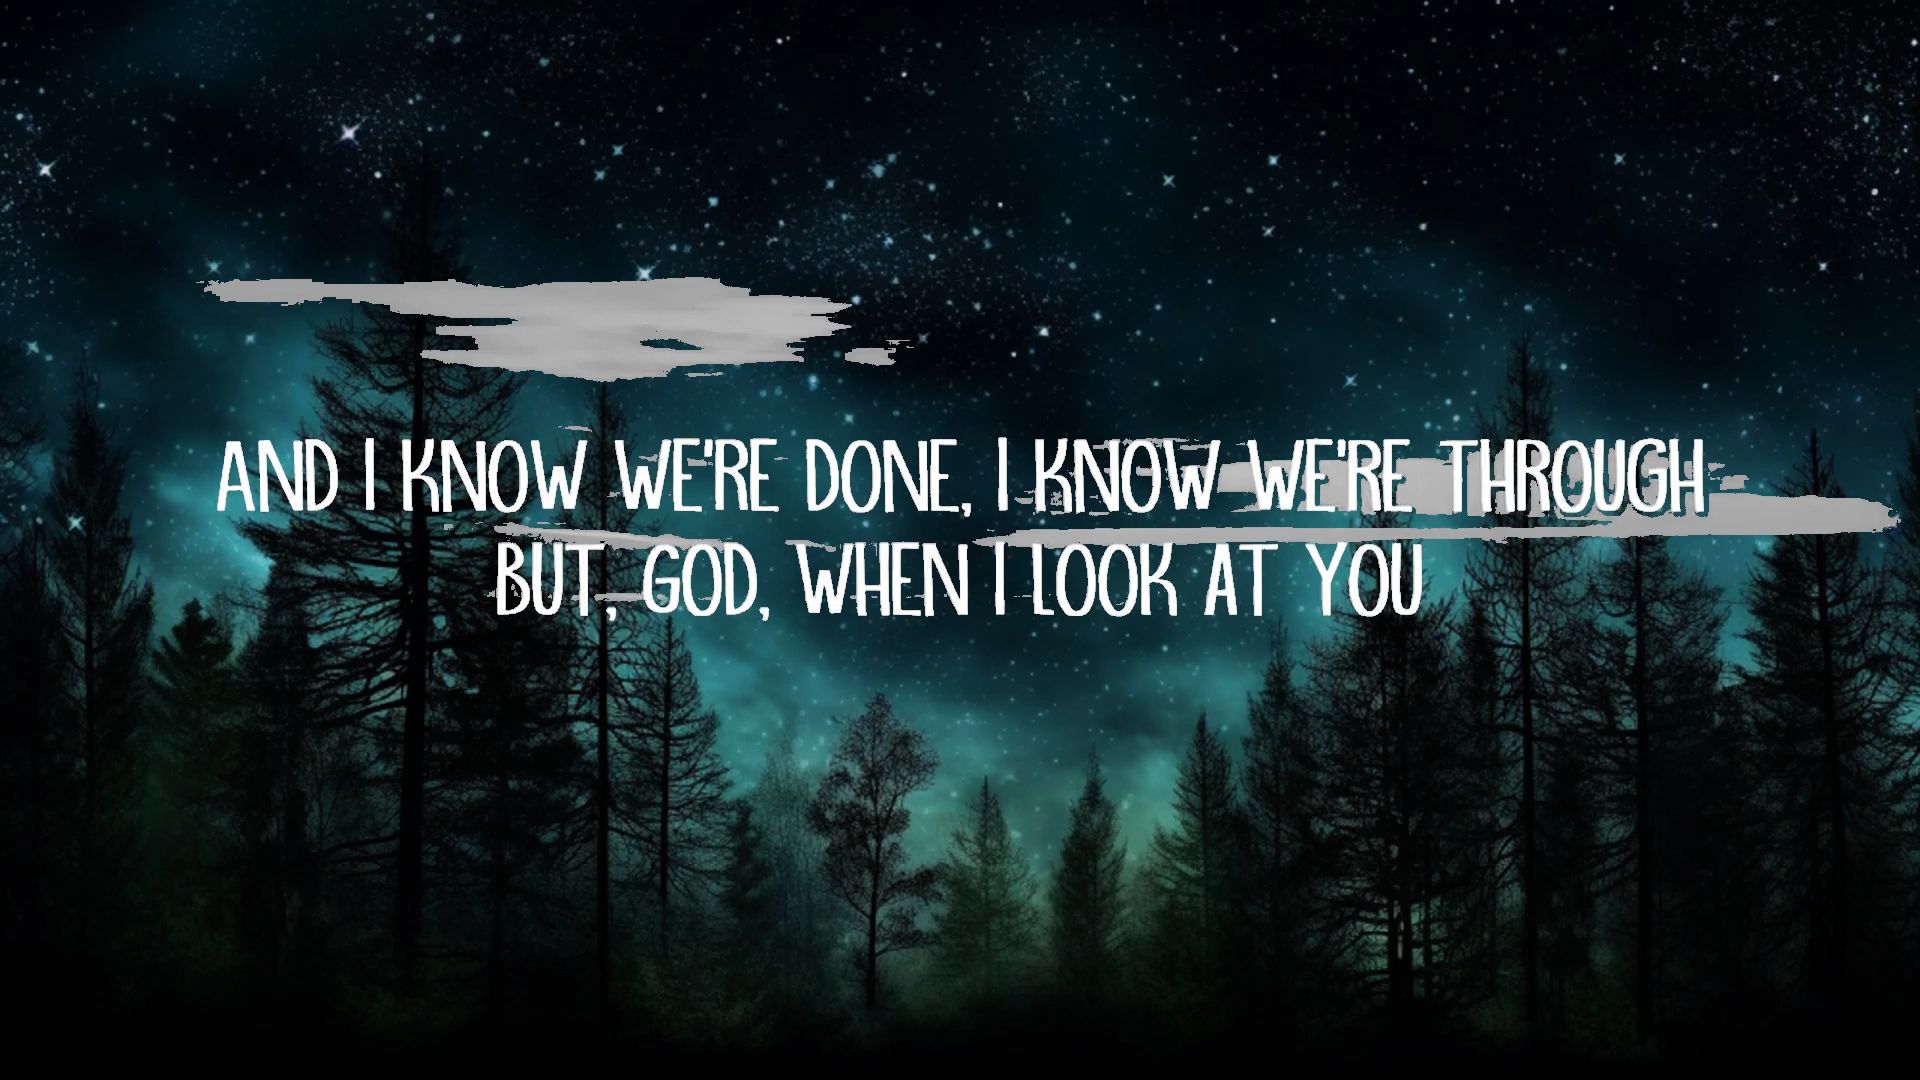 AND I KNOW WE'RE DONE, I KNOW WE'RE THROUGH
BUT, GOD, WHEN I LOOK AT YOU